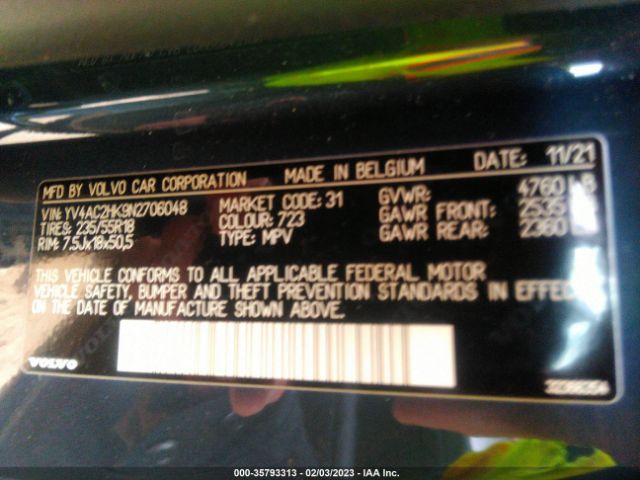 MFD BY VOLVO CAR CORPORATION MADE IN BELGIUM DATE: 11/21
VIN: YV4AC2HK9N2706048 MARKET CODE: 31 GVWR: 4760 LB
TIRES: 235/55R18 COLOUR: 723 GAWR FRONT: 2535
RIM: 7.5Jx18x50,5 TYPE: MPV GAWR REAR: 2360
THIS VEHICLE CONFORMS TO ALL APPLICABLE FEDERAL MOTOR
VEHICLE SAFETY, BUMPER AND THEFT PREVENTION STANDARDS IN EFFECT
ON THE DATE OF MANUFACTURE SHOWN ABOVE.
VOLVO
000-35793313 - 02/03/2023 - IAA Inc.